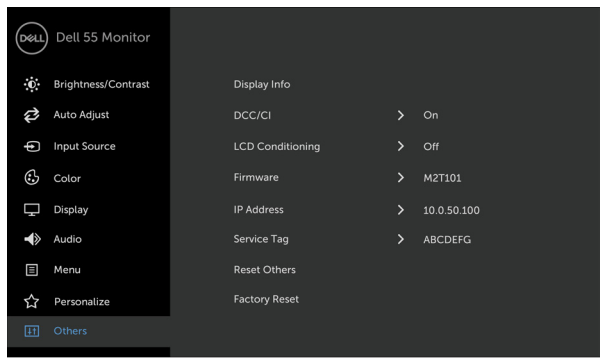 DELL
Dell 55 Monitor
Brightness/Contrast
Auto Adjust
Input Source
Color
Display
Audio
Menu
Personalize
Others
Display Info
DCC/CI > On
LCD Conditioning > Off
Firmware > M2T101
IP Address > 10.0.50.100
Service Tag > ABCDEFG
Reset Others
Factory Reset